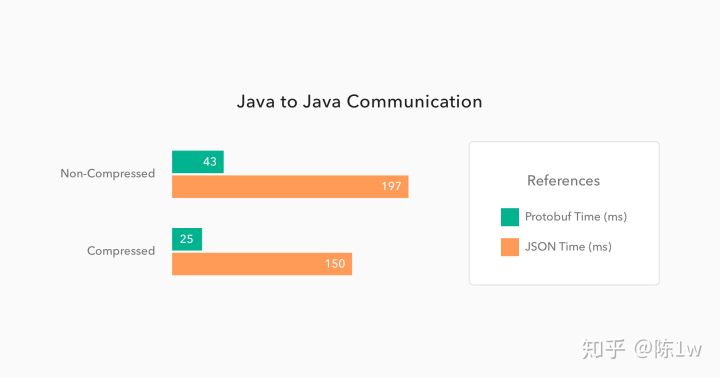 Java to Java Communication
Non-Compressed
43
197
Compressed
25
150
References
Protobuf Time (ms)
JSON Time (ms)
知乎 @陈1w